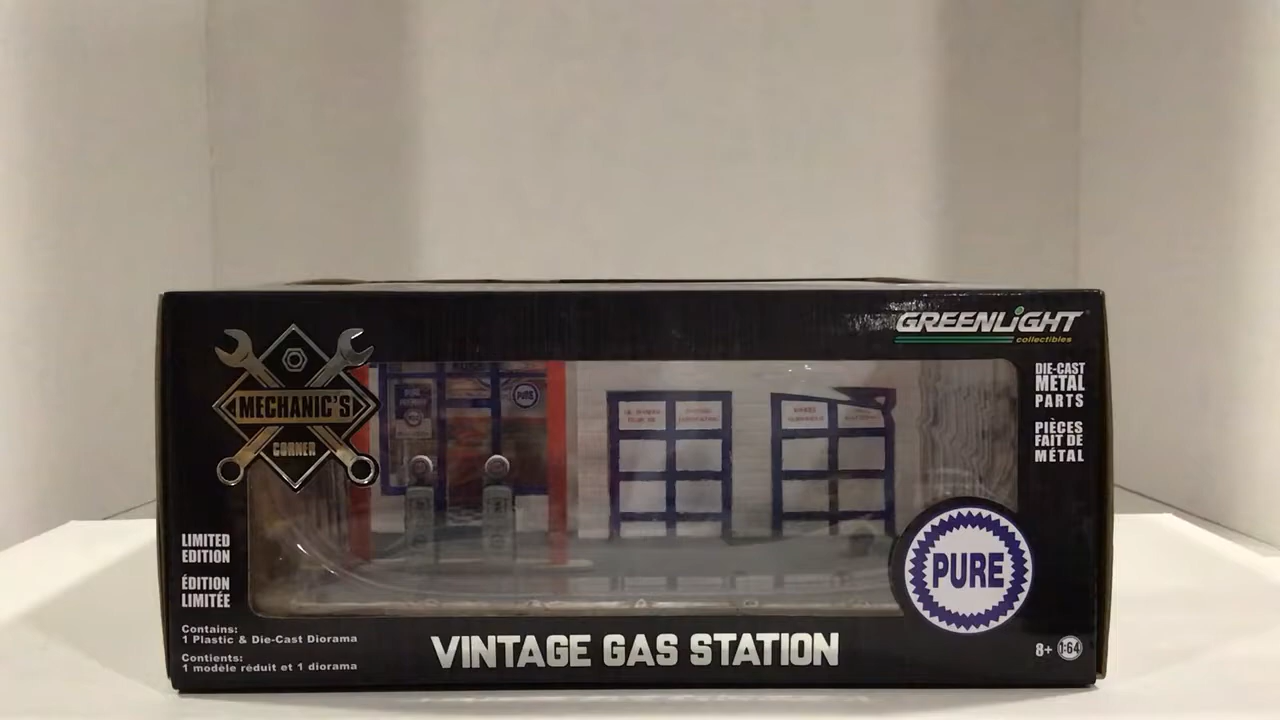 GREENLiGHT
collectibles
MECHANIC'S
CORNER
DIE-CAST
METAL
PARTS
PIÈCES
FAIT DE
MÉTAL
PURE
LIMITED
EDITION
ÉDITION
LIMITÉE
PURE
Contains:
1 Plastic & Die-Cast Diorama
Contients:
1 modèle réduit et 1 diorama
VINTAGE GAS STATION
8+ 1:64